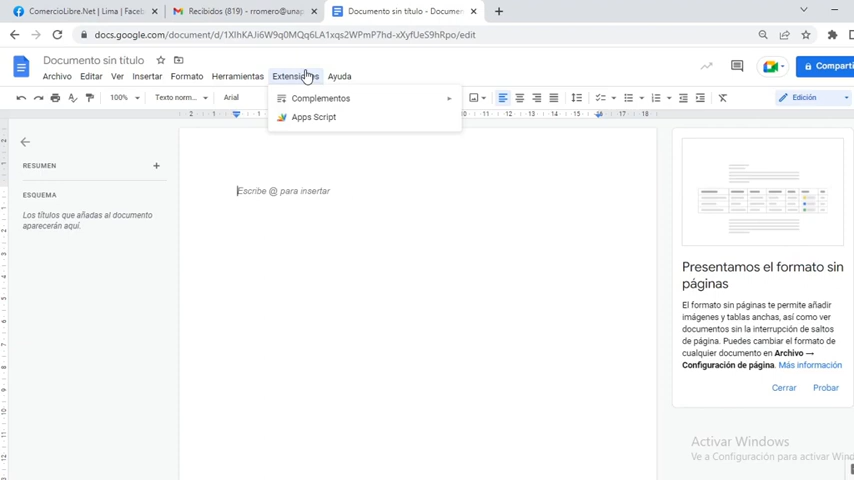 ComercioLibre.Net | Lima | Faceb
Recibidos (819) - rromero@unap
Documento sin título - Documen
docs.google.com/document/d/1XIhKAJi6W9q0MQq6L1A1xqs2WPmP7hd-xXyfUeS9hRpo/edit
Documento sin título
Archivo Editar Ver Insertar Formato Herramientas Extensiones Ayuda
Comparti
100% Texto norm... Arial
Edición
Complementos
Apps Script
RESUMEN
ESQUEMA
Los títulos que añadas al documento
aparecerán aquí.
Escribe @ para insertar
Presentamos el formato sin
páginas
El formato sin páginas te permite añadir
imágenes y tablas anchas, así como ver
documentos sin la interrupción de saltos
de página. Puedes cambiar el formato de
cualquier documento en Archivo →
Configuración de página. Más información
Cerrar Probar
Activar Windows
Ve a Configuración para activar Wind